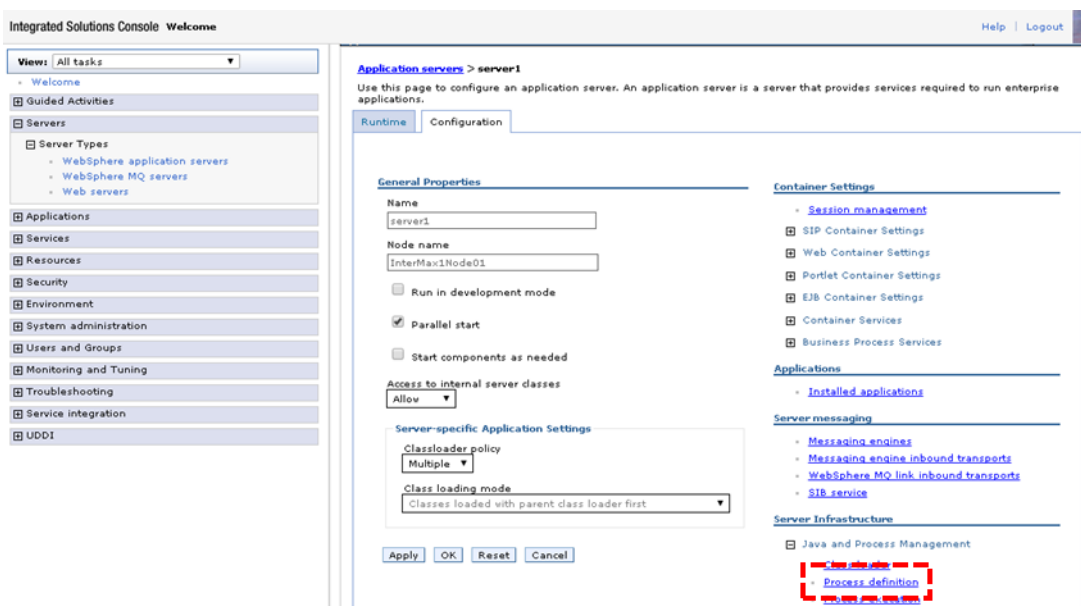 Integrated Solutions Console Welcome
Help | Logout
View: All tasks
Welcome
Guided Activities
Servers
Server Types
WebSphere application servers
WebSphere MQ servers
Web servers
Applications
Services
Resources
Security
Environment
System administration
Users and Groups
Monitoring and Tuning
Troubleshooting
Service integration
UDDI
Application servers > server1
Use this page to configure an application server. An application server is a server that provides services required to run enterprise
applications.
Runtime
Configuration
General Properties
Name
server1
Node name
InterMax1Node01
Run in development mode
Parallel start
Start components as needed
Access to internal server classes
Allow
Server-specific Application Settings
Classloader policy
Multiple
Class loading mode
Classes loaded with parent class loader first
Apply
OK
Reset
Cancel
Container Settings
Session management
SIP Container Settings
Web Container Settings
Portlet Container Settings
EJB Container Settings
Container Services
Business Process Services
Applications
Installed applications
Server messaging
Messaging engines
Messaging engine inbound transports
WebSphere MQ link inbound transports
SIB service
Server Infrastructure
Java and Process Management
Class loader
Process definition
Process execution